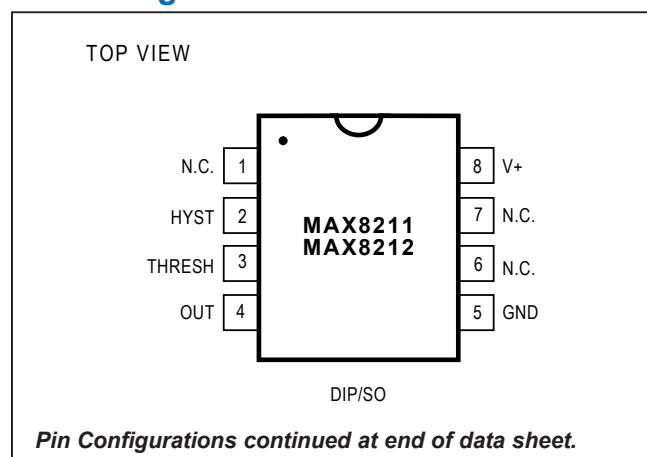 TOP VIEW
N.C. 1
8 V+
HYST 2
7 N.C.
MAX8211
MAX8212
THRESH 3
6 N.C.
OUT 4
5 GND
DIP/SO
Pin Configurations continued at end of data sheet.